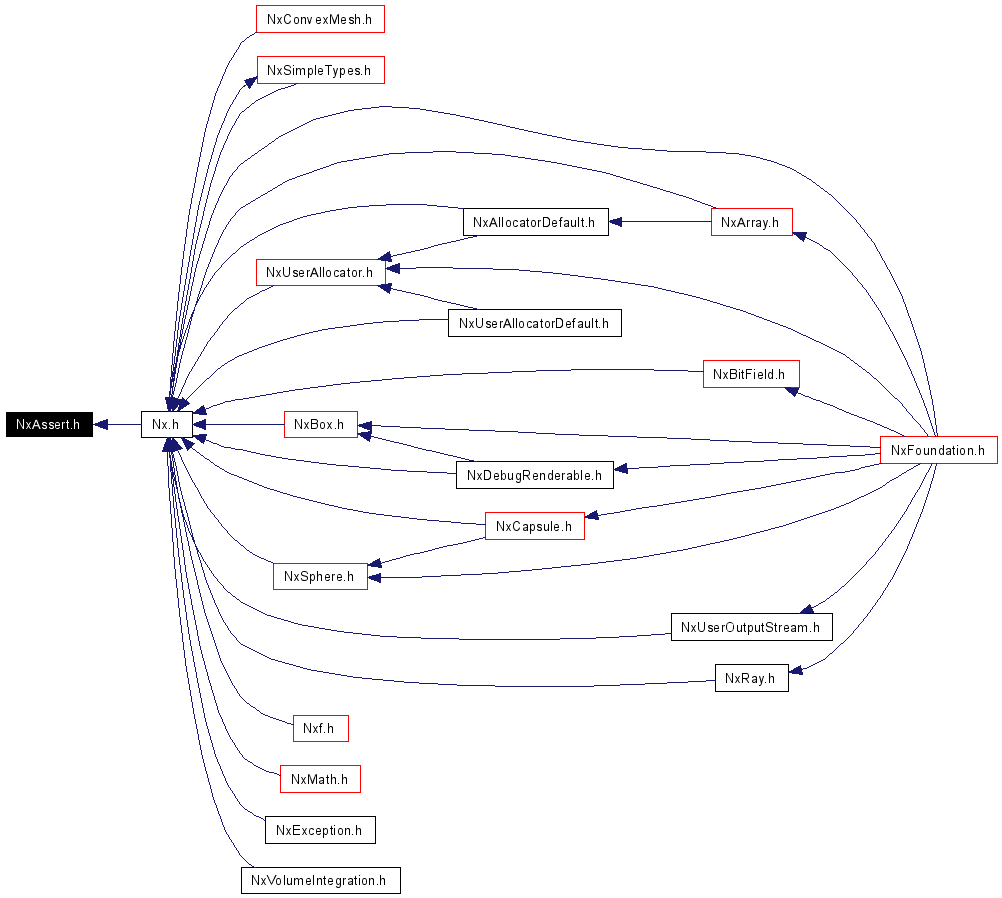 NxConvexMesh.h
NxSimpleTypes.h
NxAllocatorDefault.h
NxArray.h
NxUserAllocator.h
NxUserAllocatorDefault.h
NxBitField.h
NxAssert.h
Nx.h
NxBox.h
NxFoundation.h
NxDebugRenderable.h
NxCapsule.h
NxSphere.h
NxUserOutputStream.h
NxRay.h
Nxf.h
NxMath.h
NxException.h
NxVolumeIntegration.h